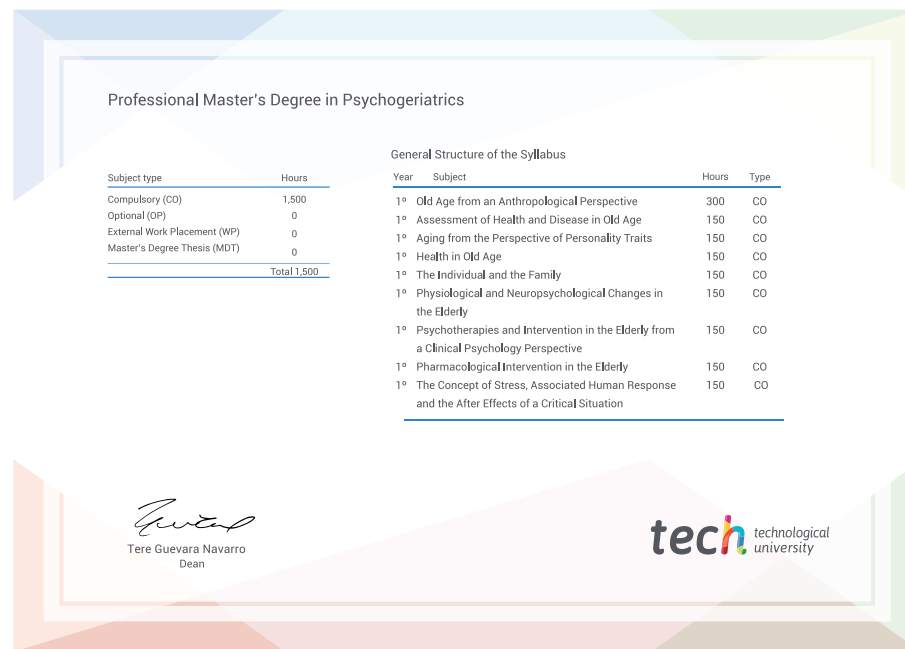 Professional Master's Degree in Psychogeriatrics
Subject type Hours
Compulsory (CO) 1,500
Optional (OP) 0
External Work Placement (WP) 0
Master's Degree Thesis (MDT) 0
Total 1,500
General Structure of the Syllabus
Year Subject Hours Type
1º Old Age from an Anthropological Perspective 300 CO
1º Assessment of Health and Disease in Old Age 150 CO
1º Aging from the Perspective of Personality Traits 150 CO
1º Health in Old Age 150 CO
1º The Individual and the Family 150 CO
1º Physiological and Neuropsychological Changes in 150 CO
the Elderly
1º Psychotherapies and Intervention in the Elderly from 150 CO
a Clinical Psychology Perspective
1º Pharmacological Intervention in the Elderly 150 CO
1º The Concept of Stress, Associated Human Response 150 CO
and the After Effects of a Critical Situation
Tere Guevara Navarro
Dean
tech technological
university